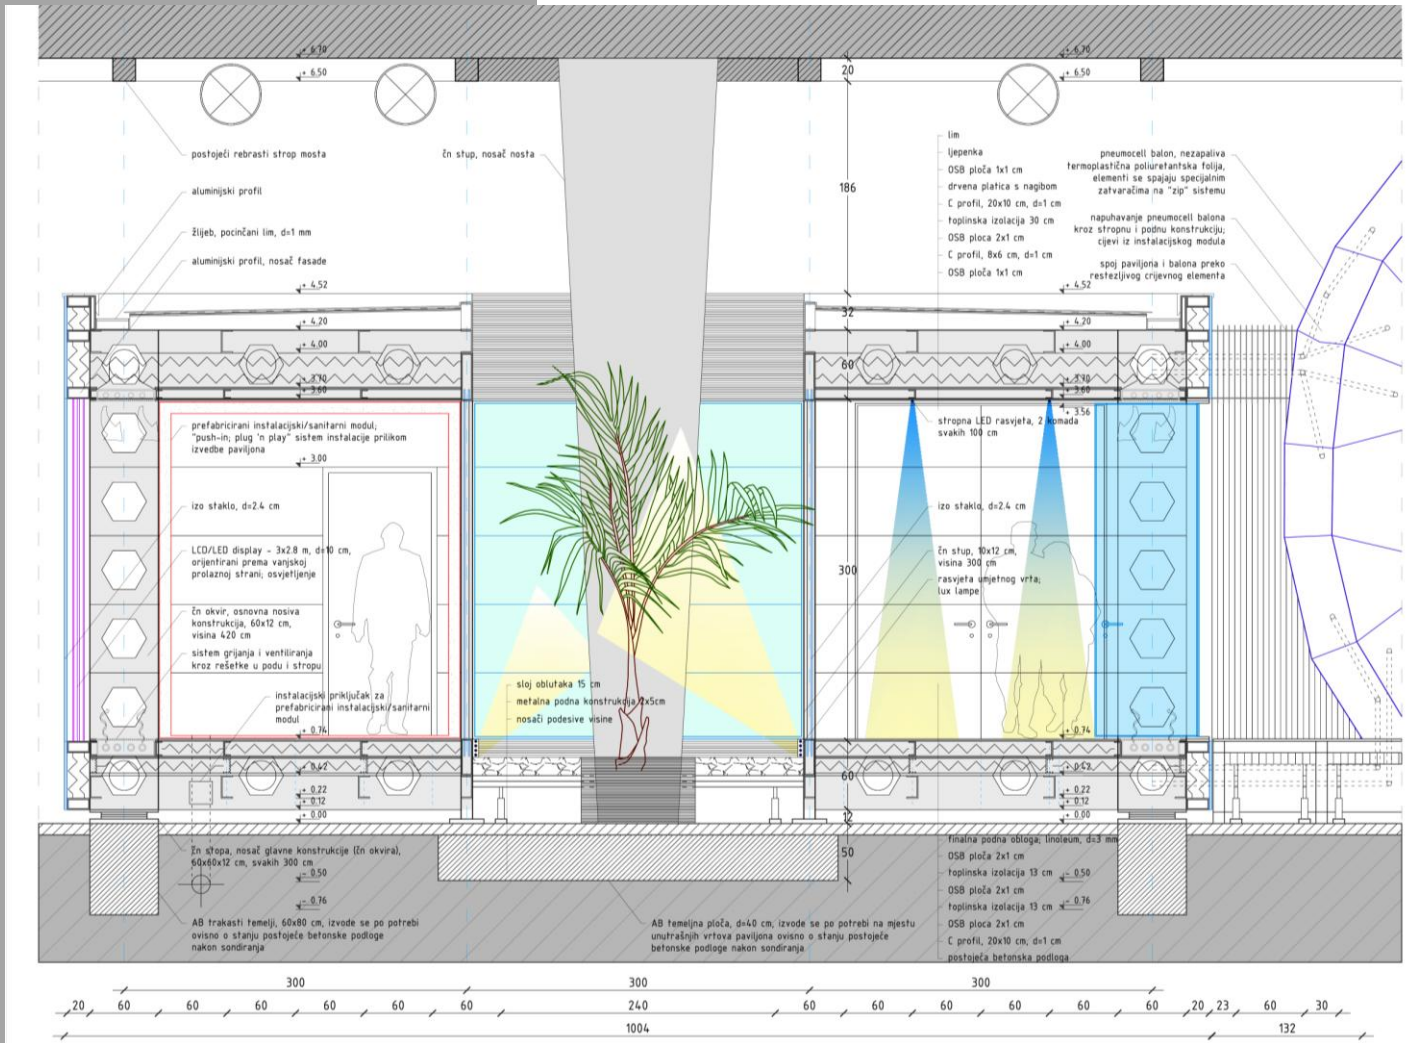 + 6,70
+ 6,50
+ 6,70
+ 6,50
20
186
postojeći rebrasti strop mosta
čn stup, nosač nosta
aluminijski profil
žlijeb, pocinčani lim, d=1 mm
aluminijski profil, nosač fasade
lim
ljepenka
OSB ploča 1x1 cm
drvena platica s nagibom
C profil, 20x10 cm, d=1 cm
toplinska izolacija 30 cm
OSB ploca 2x1 cm
C profil, 8x6 cm, d=1 cm
OSB ploča 1x1 cm
pneumocell balon, nezapaliva
termoplastična poliuretantska folija,
elementi se spajaju specijalnim
zatvaračima na "zip" sistemu
napuhavanje pneumocell balona
kroz stropnu i podnu konstrukciju;
cijevi iz instalacijskog modula
spoj paviljona i balona preko
restezljivog crijevnog elementa
+ 4,52
+ 4,20
+ 4,00
+ 3,70
+ 3,60
32
60
+ 4,52
+ 4,20
+ 4,00
+ 3,70
+ 3,60
+ 3,56
prefabricirani instalacijski/sanitarni modul;
"push-in; plug 'n play" sistem instalacije prilikom
izvedbe paviljona
+ 3,00
stropna LED rasvjeta, 2 komada
svakih 100 cm
izo staklo, d=2.4 cm
LCD/LED display - 3x2.8 m, d=10 cm,
orijentirani prema vanjskoj
prolaznoj strani; osvjetljenje
čn okvir, osnovna nosiva
konstrukcija, 60x12 cm,
visina 420 cm
sistem grijanja i ventiliranja
kroz rešetke u podu i stropu
instalacijski priključak za
prefabricirani instalacijski/sanitarni
modul
izo staklo, d=2.4 cm
čn stup, 10x12 cm,
visina 300 cm
rasvjeta umjetnog vrta;
lux lampe
300
sloj oblutaka 15 cm
metalna podna konstrukcija 2x5cm
nosači podesive visine
+ 0,74
+ 0,42
+ 0,22
+ 0,12
+ 0,00
60
12
50
+ 0,74
+ 0,42
+ 0,22
+ 0,12
+ 0,00
čn stopa, nosač glavne konstrukcije (čn okvira),
60x60x12 cm, svakih 300 cm
- 0,50
- 0,76
AB trakasti temelji, 60x80 cm, izvode se po potrebi
ovisno o stanju postojeće betonske podloge
nakon sondiranja
AB temeljna ploča, d=40 cm, izvode se po potrebi na mjestu
unutrašnjih vrtova paviljona ovisno o stanju postojeće
betonske podloge nakon sondiranja
finalna podna obloga; linoleum, d=3 mm
OSB ploča 2x1 cm
toplinska izolacija 13 cm
OSB ploča 2x1 cm
toplinska izolacija 13 cm
OSB ploca 2x1 cm
C profil, 20x10 cm, d=1 cm
postojeća betonska podloga
- 0,50
- 0,76
300 300 300
20 60 60 60 60 60 60 240 60 60 60 60 60 60 20 23 60 30
1004 132